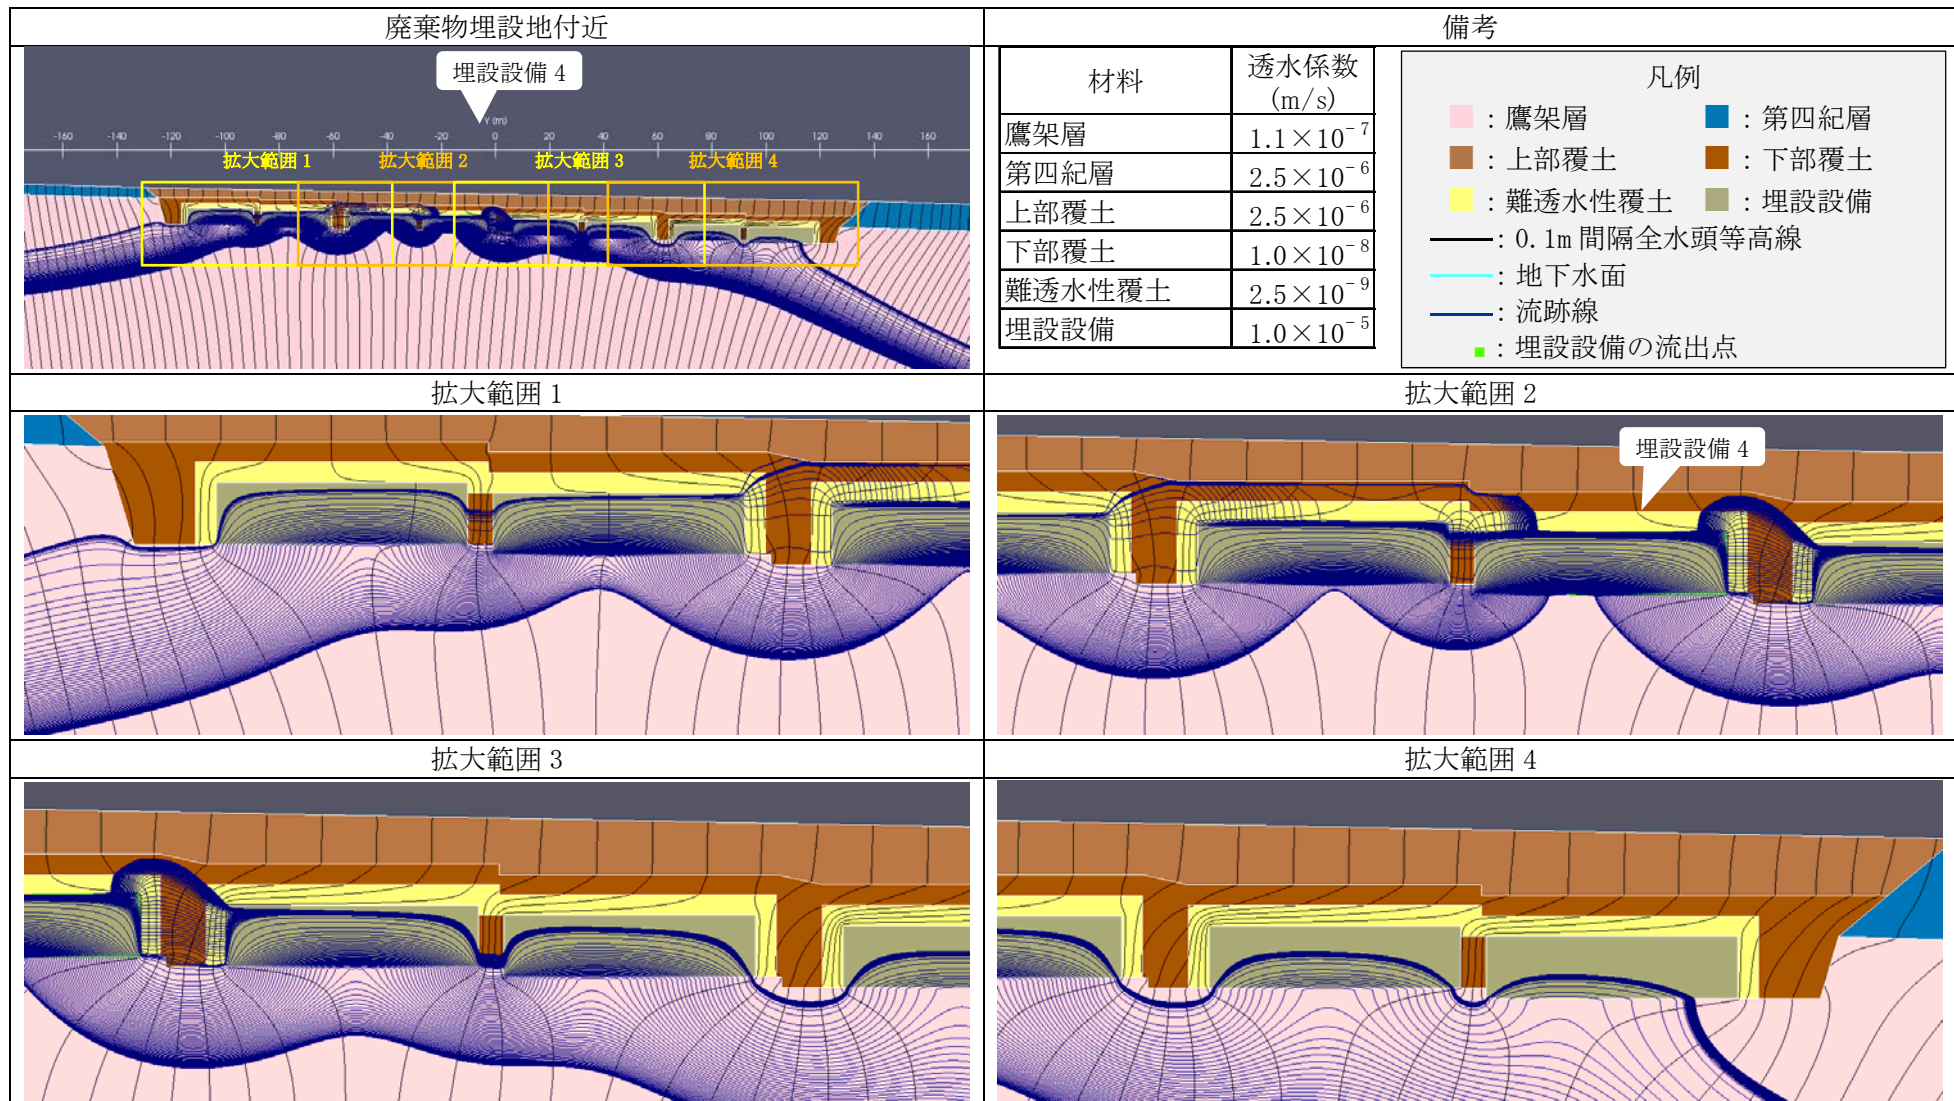 廃棄物埋設地付近
備考
埋設設備 4
Y (m)
-160 -140 -120 -100 -80 -60 -40 -20 0 20 40 60 80 100 120 140 160
拡大範囲 1 拡大範囲 2 拡大範囲 3 拡大範囲 4
材料 透水係数
(m/s)
鷹架層 1.1×10⁻⁷
第四紀層 2.5×10⁻⁶
上部覆土 2.5×10⁻⁶
下部覆土 1.0×10⁻⁸
難透水性覆土 2.5×10⁻⁹
埋設設備 1.0×10⁻⁵
凡例
:鷹架層 :第四紀層
:上部覆土 :下部覆土
:難透水性覆土 :埋設設備
:0.1m 間隔全水頭等高線
:地下水面
:流跡線
:埋設設備の流出点
拡大範囲 1
拡大範囲 2
埋設設備 4
拡大範囲 3
拡大範囲 4